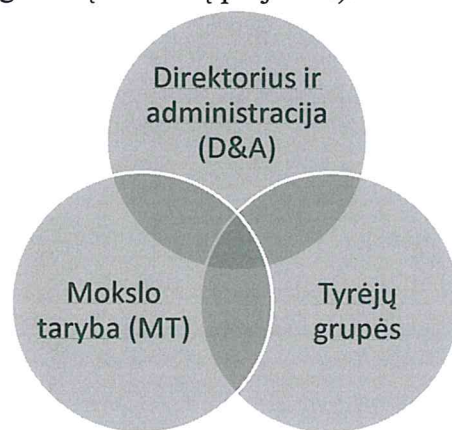 Direktorius ir
administracija
(D&A)
Mokslo
taryba (MT)
Tyrėjų
grupės